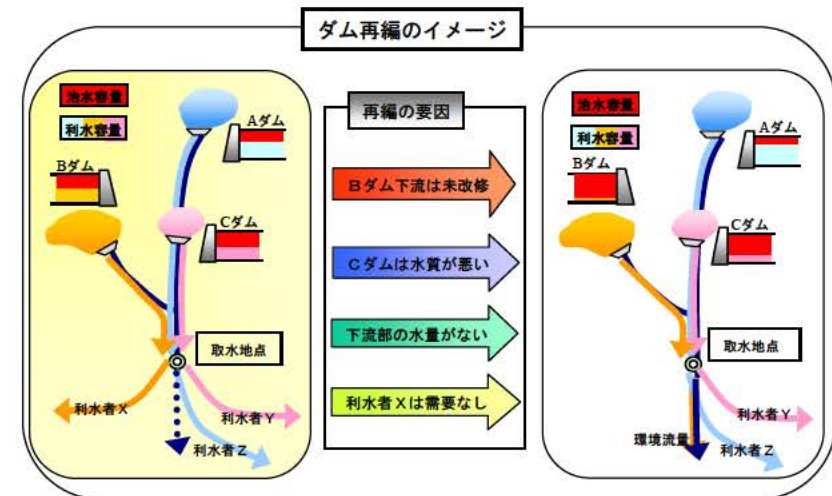 ダム再編のイメージ
治水容量
利水容量
Aダム
Bダム
Cダム
取水地点
利水者X
利水者Y
利水者Z
再編の要因
Bダム下流は未改修
Cダムは水質が悪い
下流部の水量がない
利水者Xは需要なし
治水容量
利水容量
Aダム
Bダム
Cダム
取水地点
利水者Y
環境流量
利水者Z